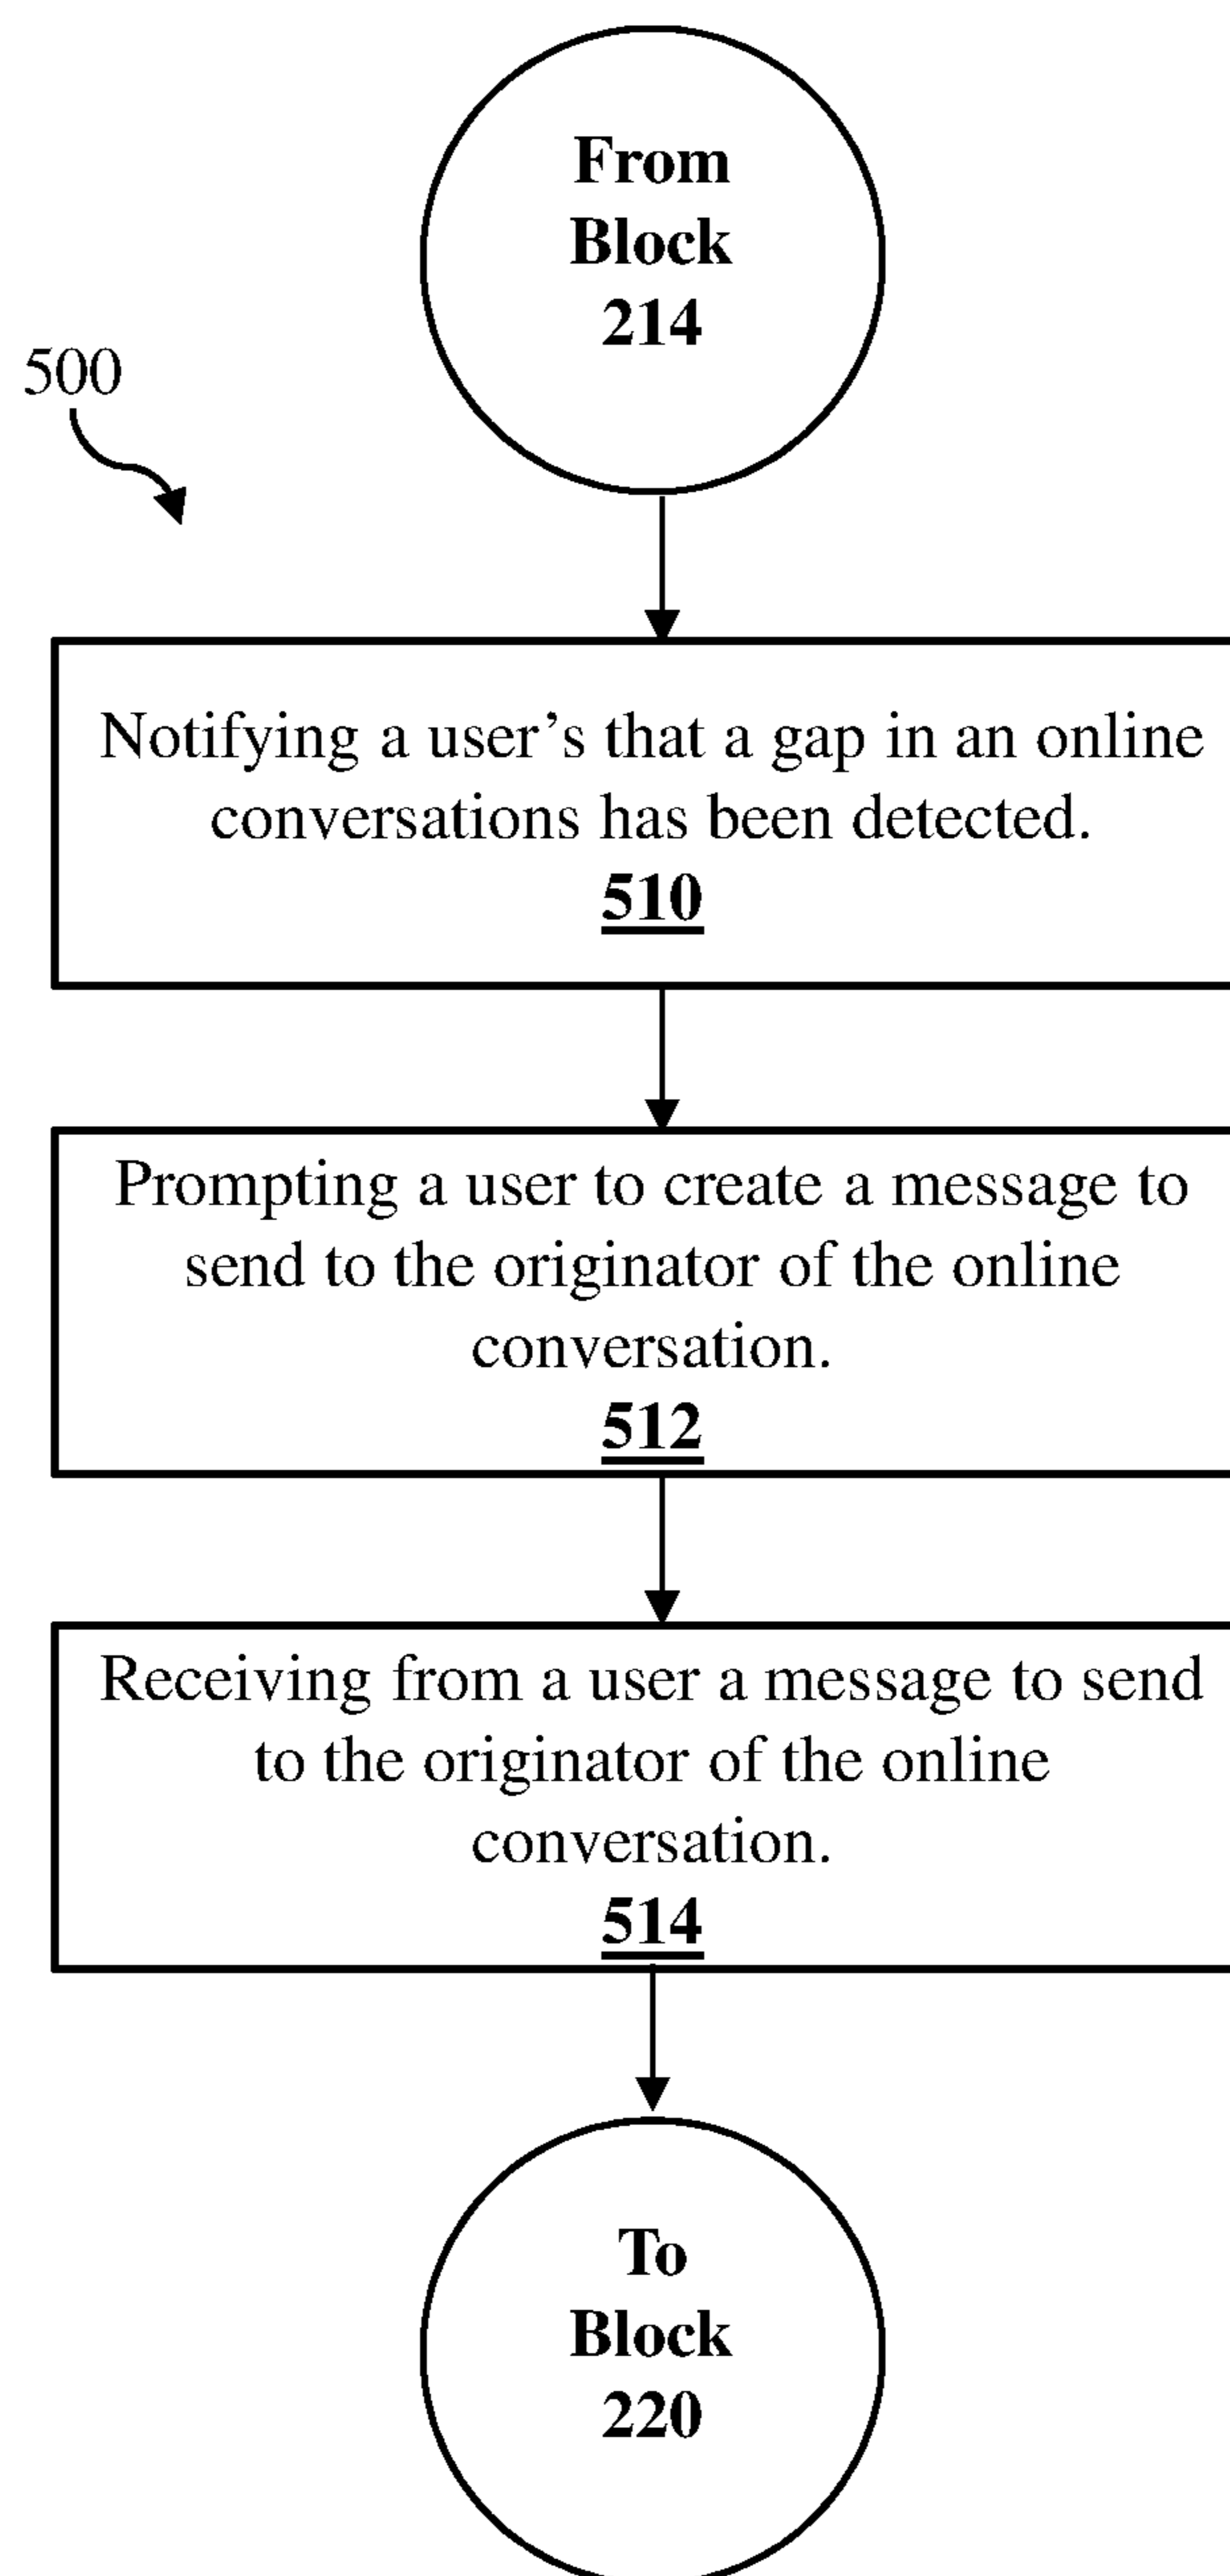 From
Block
214
500
Notifying a user’s that a gap in an online
conversations has been detected.
510
Prompting a user to create a message to
send to the originator of the online
conversation.
512
Receiving from a user a message to send
to the originator of the online
conversation.
514
To
Block
220